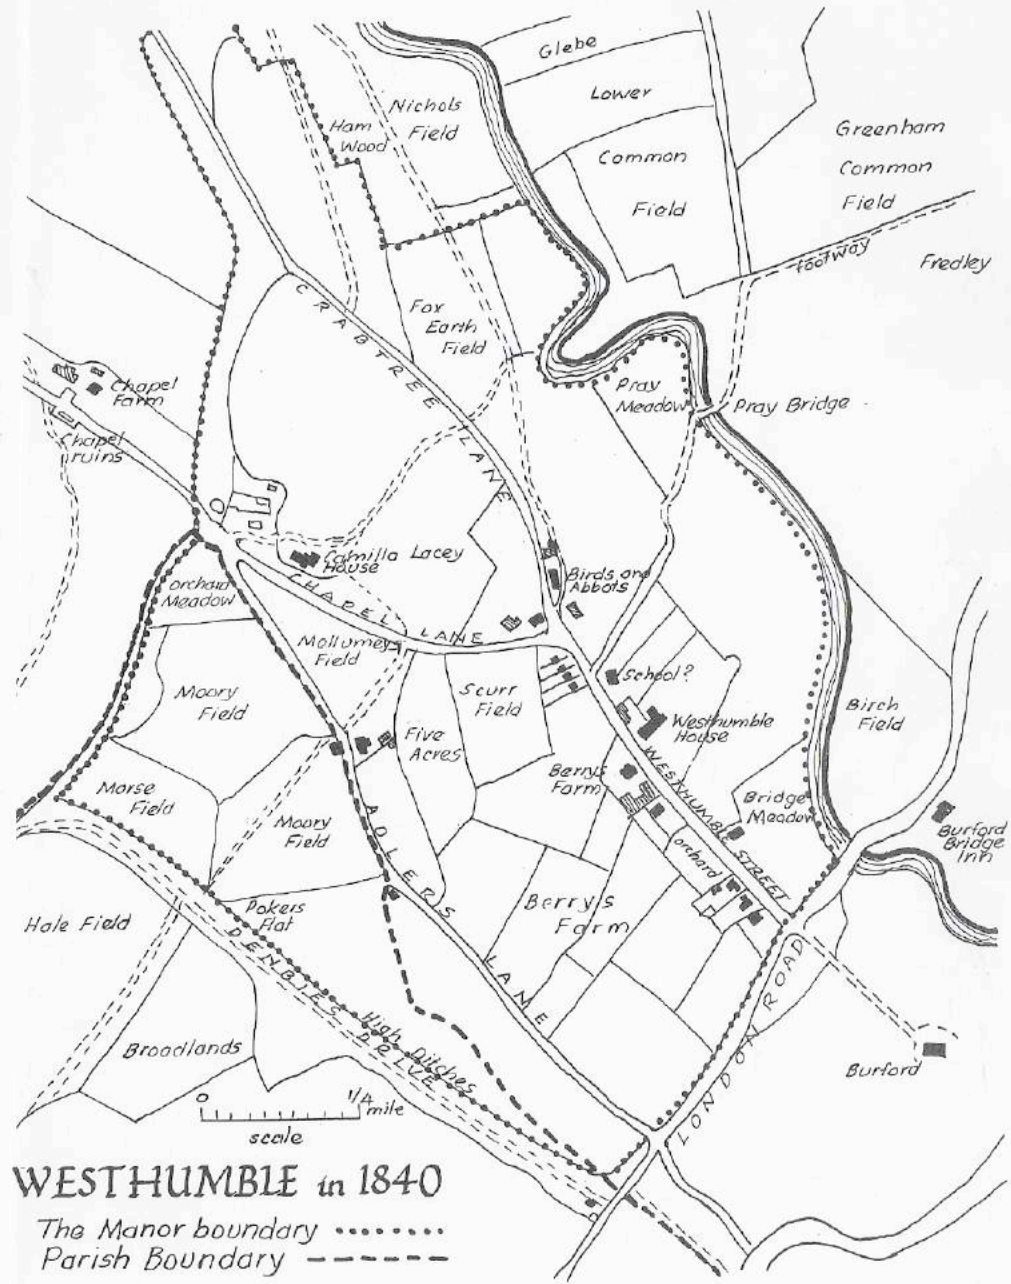 Glebe
Lower
Common
Field
Greenham
Common
Field
Nichols
Field
Ham
Wood
footway
Fredley
CRABTREE LANE
Fox
Earth
Field
Pray
Meadow
Pray Bridge
Chapel
Farm
Chapel
ruins
Camilla Lacey
House
Birds and
Abbots
Orchard
Meadow
CHAPEL LANE
Mollumeys
Field
School?
Moory
Field
Scurr
Field
Westhumble
House
Birch
Field
Five
Acres
Berrys
Farm
WESTHUMBLE STREET
Morse
Field
Moory
Field
Bridge
Meadow
Burford
Bridge
Inn
orchard
ADLERS LANE
Berry's
Farm
Hale Field
Pokers
Flat
DENBIES DRIVE
High Ditches
LONDON ROAD
Broadlands
Burford
0 1/4 mile
scale
WESTHUMBLE in 1840
The Manor boundary
Parish Boundary